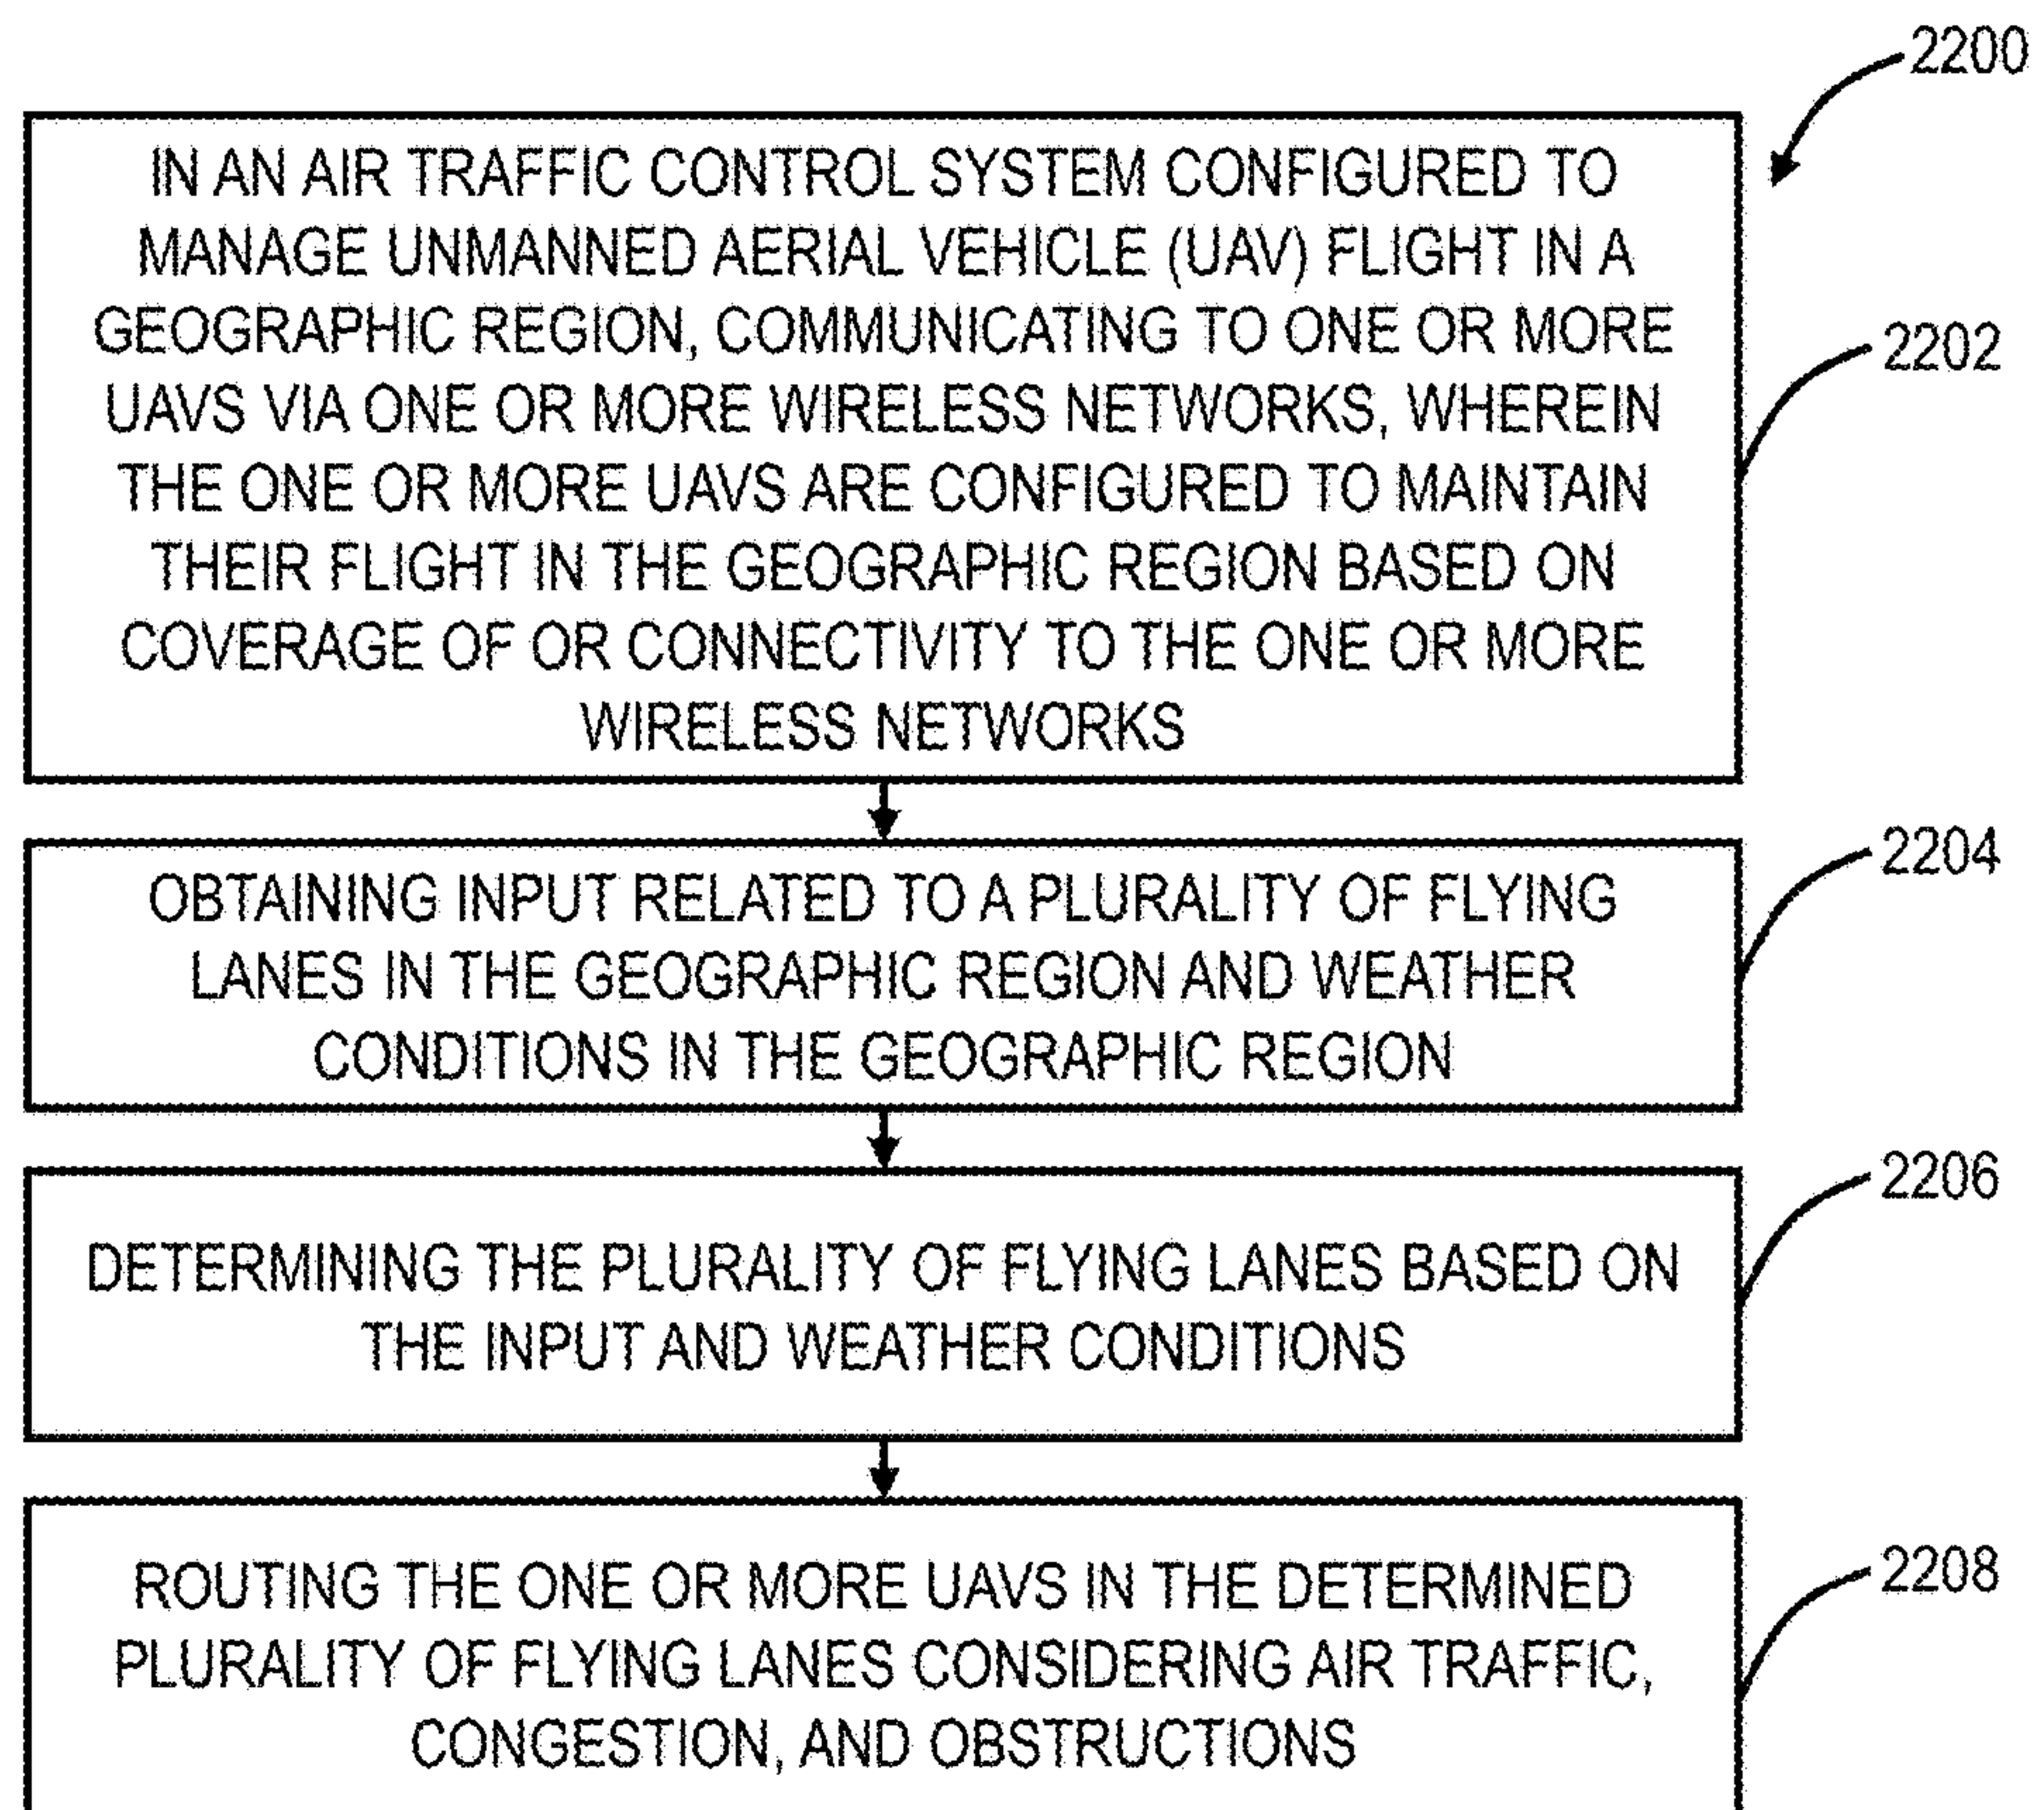 2200
IN AN AIR TRAFFIC CONTROL SYSTEM CONFIGURED TO
MANAGE UNMANNED AERIAL VEHICLE (UAV) FLIGHT IN A
GEOGRAPHIC REGION, COMMUNICATING TO ONE OR MORE
UAVS VIA ONE OR MORE WIRELESS NETWORKS, WHEREIN
THE ONE OR MORE UAVS ARE CONFIGURED TO MAINTAIN
THEIR FLIGHT IN THE GEOGRAPHIC REGION BASED ON
COVERAGE OF OR CONNECTIVITY TO THE ONE OR MORE
WIRELESS NETWORKS
2202
OBTAINING INPUT RELATED TO A PLURALITY OF FLYING
LANES IN THE GEOGRAPHIC REGION AND WEATHER
CONDITIONS IN THE GEOGRAPHIC REGION
2204
DETERMINING THE PLURALITY OF FLYING LANES BASED ON
THE INPUT AND WEATHER CONDITIONS
2206
ROUTING THE ONE OR MORE UAVS IN THE DETERMINED
PLURALITY OF FLYING LANES CONSIDERING AIR TRAFFIC,
CONGESTION, AND OBSTRUCTIONS
2208